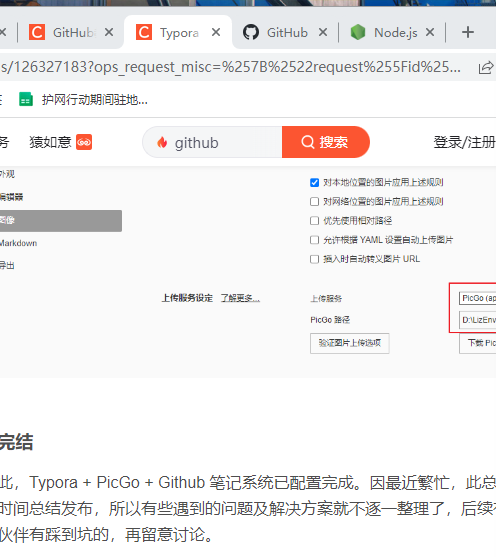 GitHub
Typora
GitHub
Node.js
s/126327183?ops_request_misc=%257B%2522request%255Fid%25...
护网行动期间驻地...
务 猿如意 github 搜索 登录/注册
外观
编辑器
图像
Markdown
导出
对本地位置的图片应用上述规则
对网络位置的图片应用上述规则
优先使用相对路径
允许根据 YAML 设置自动上传图片
插入时自动转义图片 URL
上传服务设定 了解更多...
上传服务 PicGo (ap
PicGo 路径 D:\LizEnv
验证图片上传选项 下载 Pic
完结
此，Typora + PicGo + Github 笔记系统已配置完成。因最近繁忙，此总
时间总结发布，所以有些遇到的问题及解决方案就不逐一整理了，后续
伙伴有踩到坑的，再留意讨论。